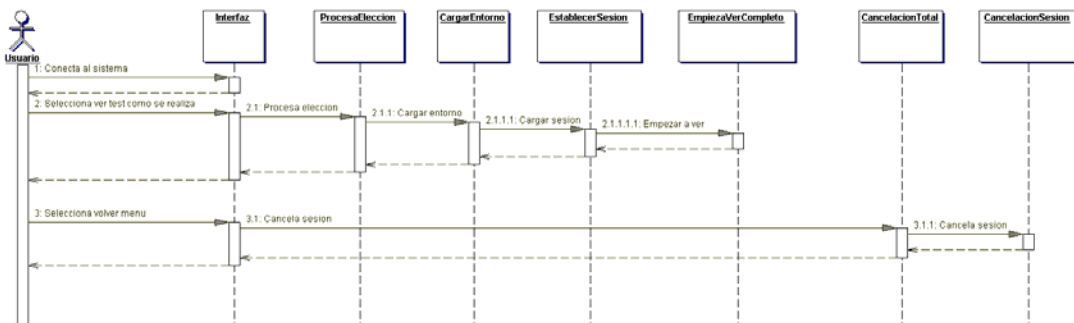 Interfaz
ProcesaEleccion
CargarEntorno
EstablecerSesion
EmpiezaVerCompleto
CancelacionTotal
CancelacionSesion
Usuario
1: Conecta al sistema
2: Selecciona ver test como se realiza
2.1: Procesa eleccion
2.1.1: Cargar entorno
2.1.1.1: Cargar sesion
2.1.1.1.1: Empezar a ver
3: Selecciona volver menu
3.1: Cancela sesion
3.1.1: Cancela sesion